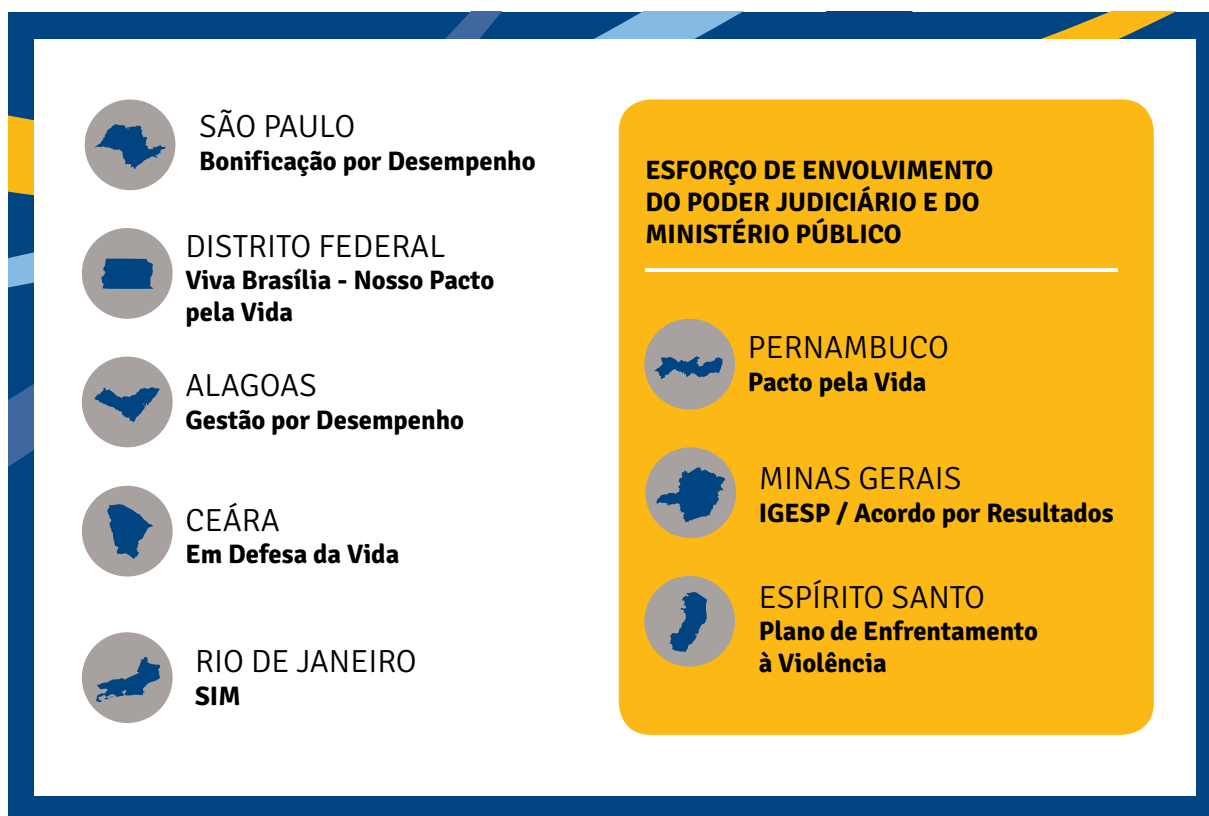 SÃO PAULO
Bonificação por Desempenho
DISTRITO FEDERAL
Viva Brasília - Nosso Pacto
pela Vida
ALAGOAS
Gestão por Desempenho
CEÁRA
Em Defesa da Vida
RIO DE JANEIRO
SIM
ESFORÇO DE ENVOLVIMENTO
DO PODER JUDICIÁRIO E DO
MINISTÉRIO PÚBLICO
PERNAMBUCO
Pacto pela Vida
MINAS GERAIS
IGESP / Acordo por Resultados
ESPÍRITO SANTO
Plano de Enfrentamento
à Violência